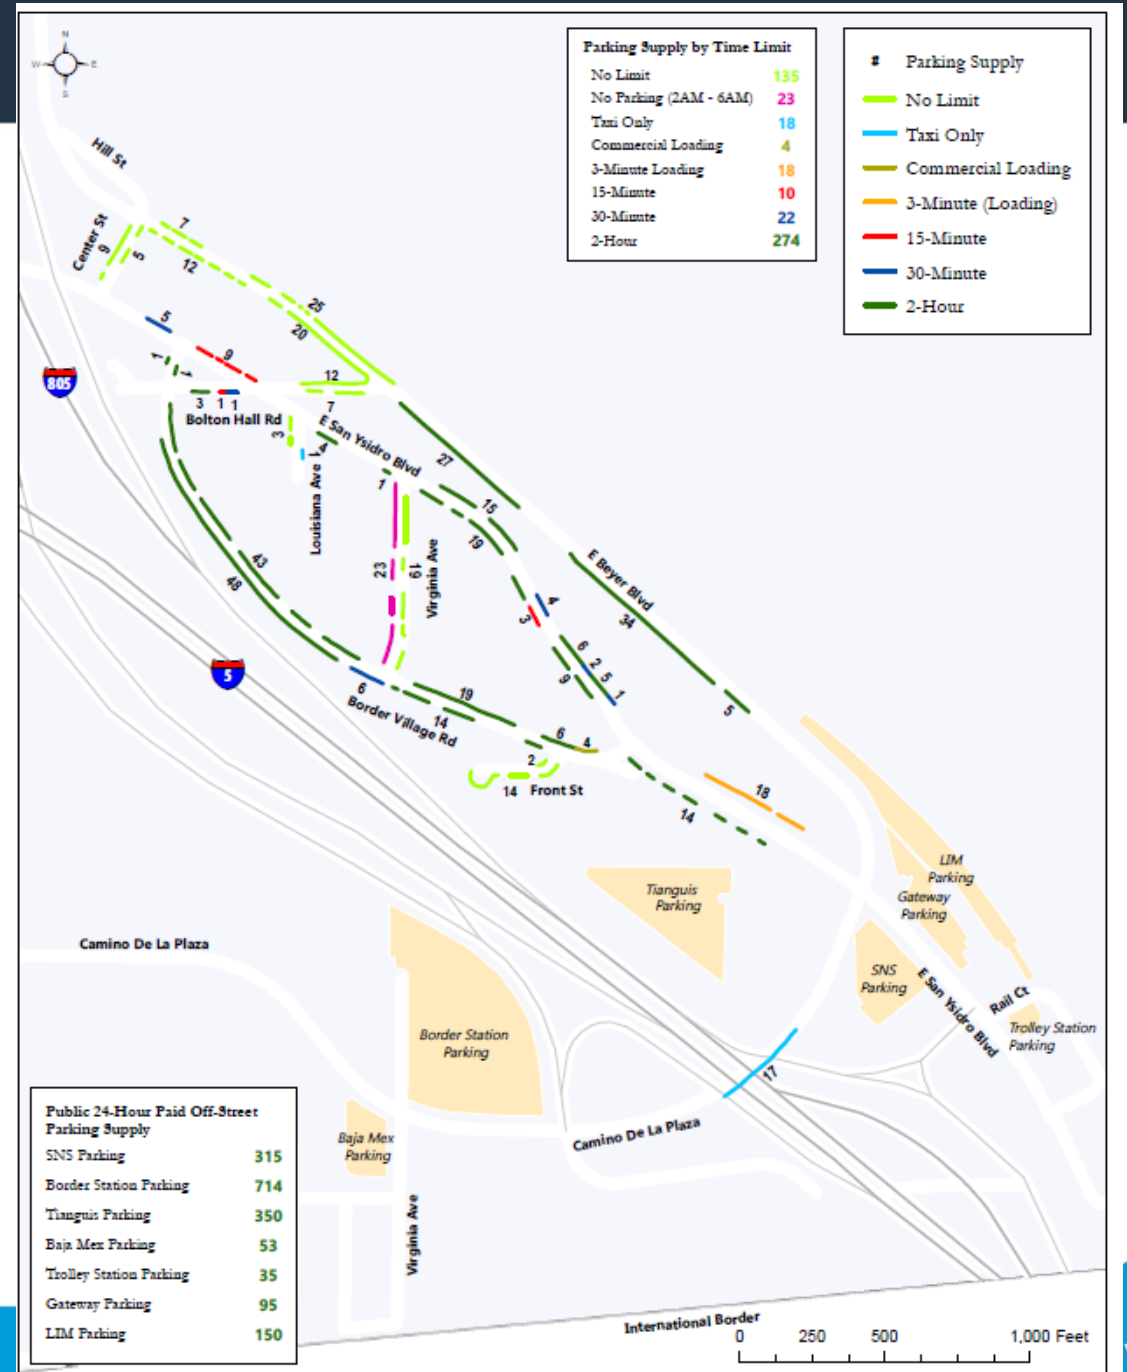 N
W
E
S
Parking Supply by Time Limit
No Limit 135
No Parking (2AM - 6AM) 23
Taxi Only 18
Commercial Loading 4
3-Minute Loading 18
15-Minute 10
30-Minute 22
2-Hour 274
# Parking Supply
No Limit
Taxi Only
Commercial Loading
3-Minute (Loading)
15-Minute
30-Minute
2-Hour
Hill St
Center St
9
5
7
12
25
20
5
9
1
1
12
7
3 1 1
Bolton Hall Rd
3
1
4
E San Ysidro Blvd
Louisiana Ave
1
27
15
19
23
19
Virginia Ave
43
48
E Beyer Blvd
34
4
3
6
2
5
1
9
5
6
19
14
Border Village Rd
6
4
2
14
Front St
18
14
805
5
LIM
Parking
Gateway
Parking
Tianguis
Parking
SNS
Parking
E San Ysidro Blvd
Rail Ct
Trolley Station
Parking
Camino De La Plaza
Border Station
Parking
17
Camino De La Plaza
Baja Mex
Parking
Virginia Ave
Public 24-Hour Paid Off-Street
Parking Supply
SNS Parking 315
Border Station Parking 714
Tianguis Parking 350
Baja Mex Parking 53
Trolley Station Parking 35
Gateway Parking 95
LIM Parking 150
International Border
0 250 500 1,000 Feet